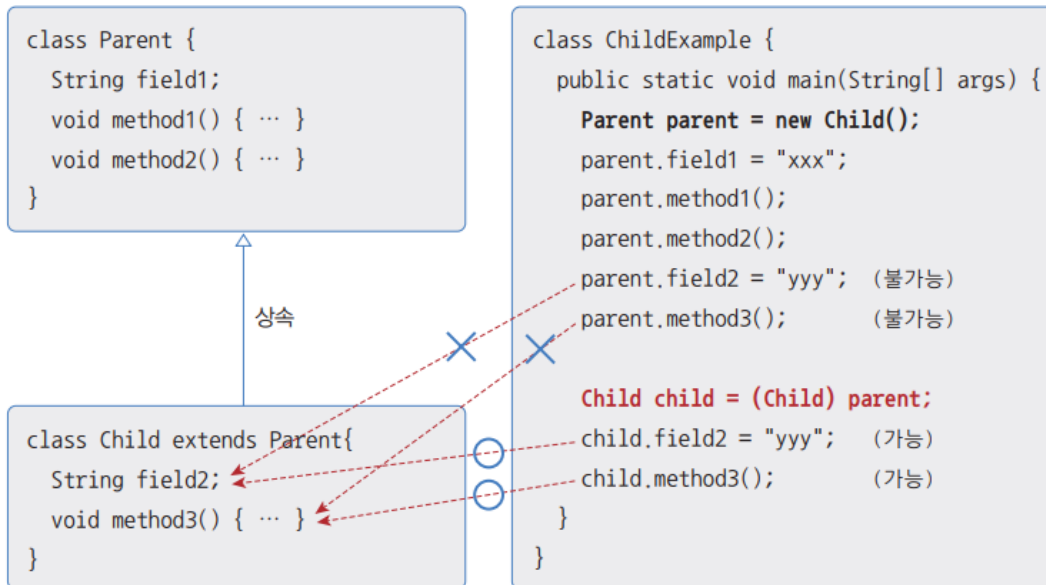 class Parent {
String field1;
void method1() { ⋯ }
void method2() { ⋯ }
}
상속
class Child extends Parent{
String field2;
void method3() { ⋯ }
}
class ChildExample {
public static void main(String[] args) {
Parent parent = new Child();
parent.field1 = "xxx";
parent.method1();
parent.method2();
parent.field2 = "yyy"; (불가능)
parent.method3(); (불가능)
Child child = (Child) parent;
child.field2 = "yyy"; (가능)
child.method3(); (가능)
}
}